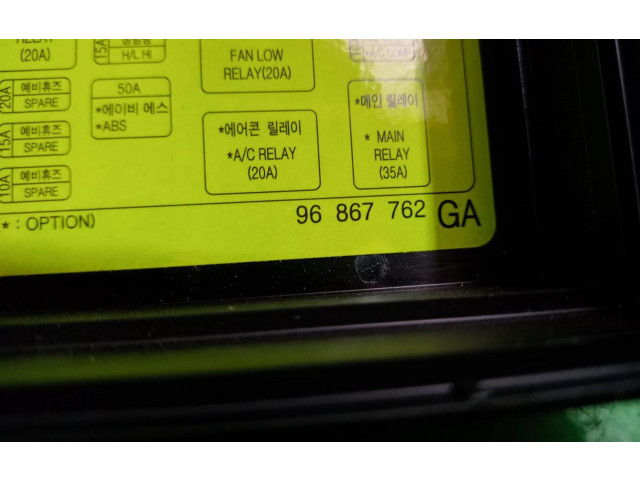 RELAY
(20A)
15A
H/L HI
FAN LOW
RELAY(20A)
20A
예비휴즈
SPARE
50A
*에이비 에스
*ABS
*메인 릴레이
* MAIN
RELAY
(35A)
*에어콘 릴레이
*A/C RELAY
(20A)
15A
예비휴즈
SPARE
10A
예비휴즈
SPARE
*: OPTION)
96 867 762 GA